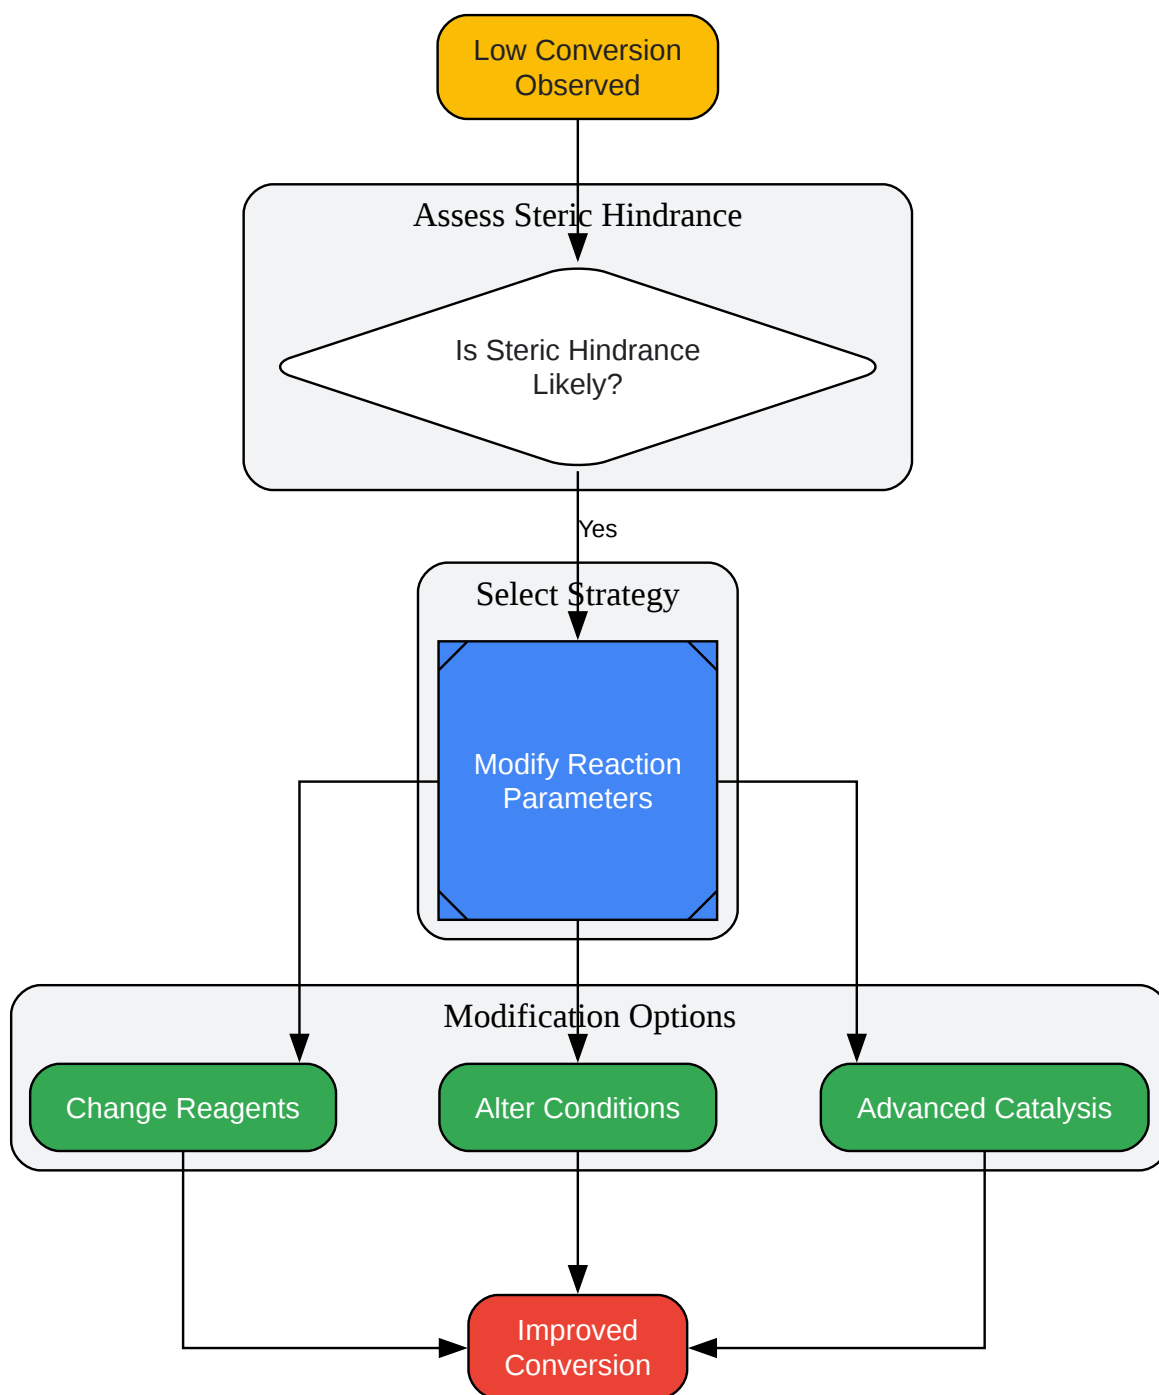 Low Conversion
Observed
Assess Steric Hindrance
Is Steric Hindrance
Likely?
Yes
Select Strategy
Modify Reaction
Parameters
Modification Options
Change Reagents
Alter Conditions
Advanced Catalysis
Improved
Conversion